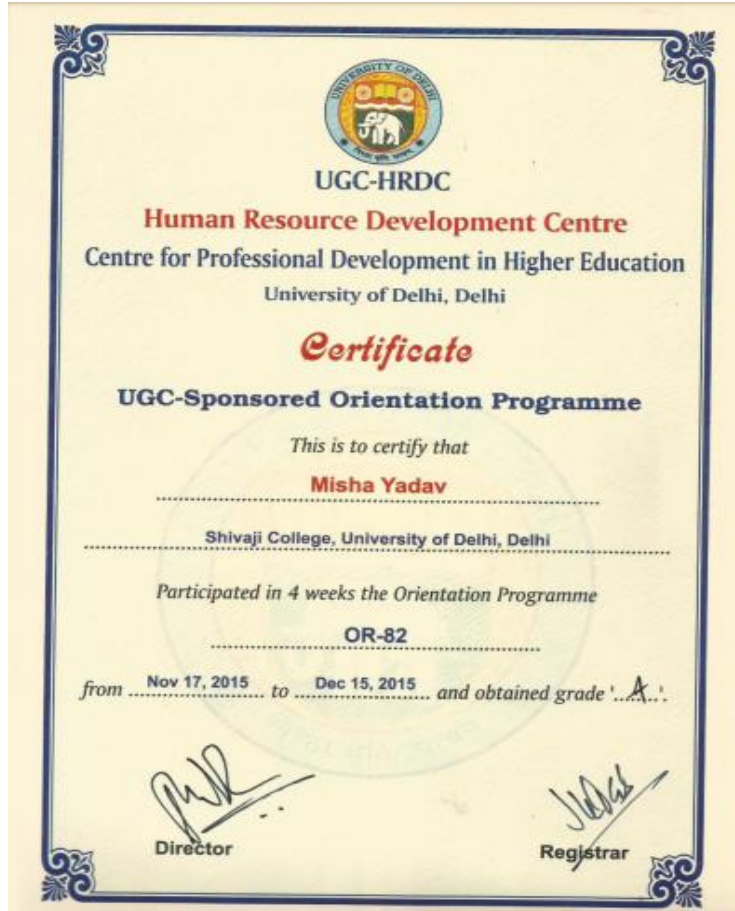 UNIVERSITY OF DELHI
UGC-HRDC
Human Resource Development Centre
Centre for Professional Development in Higher Education
University of Delhi, Delhi
Certificate
UGC-Sponsored Orientation Programme
This is to certify that
Misha Yadav
Shivaji College, University of Delhi, Delhi
Participated in 4 weeks the Orientation Programme
OR-82
from Nov 17, 2015 to Dec 15, 2015 and obtained grade 'A'.
Director
Registrar